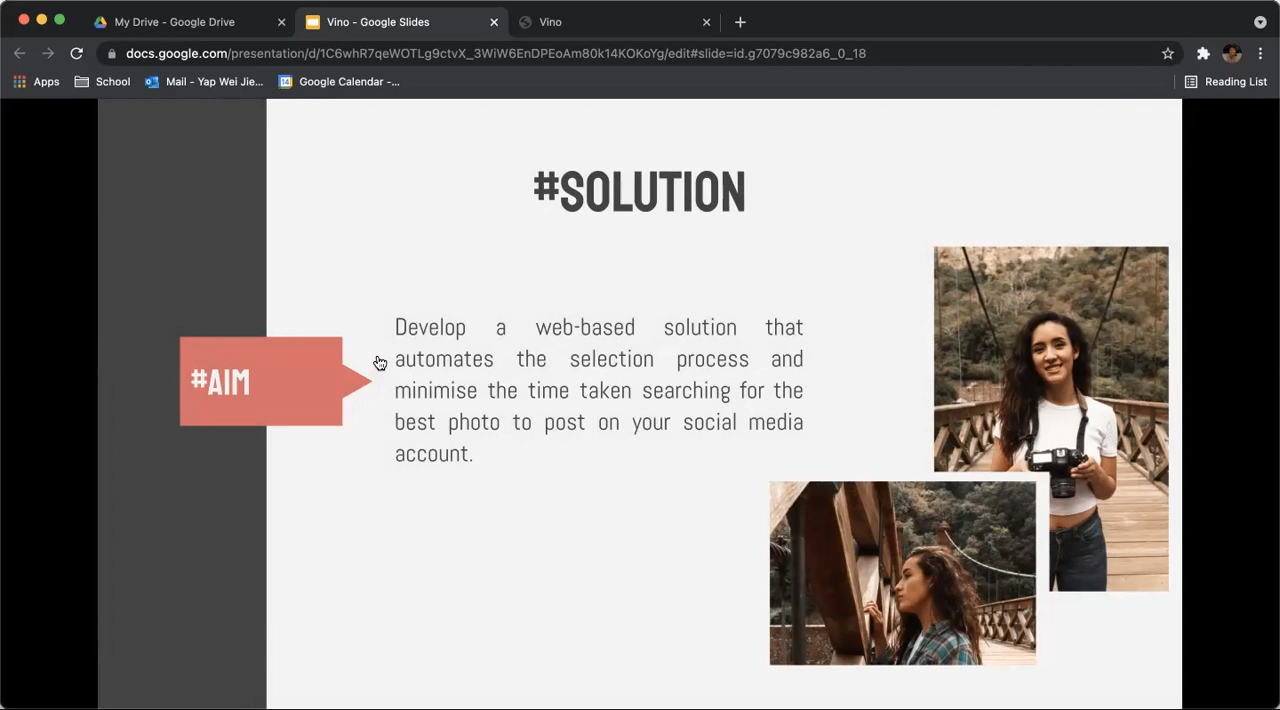 My Drive - Google Drive
Vino - Google Slides
Vino
docs.google.com/presentation/d/1C6whR7qeWOTLg9ctvX_3WiW6EnDPEoAm80k14KOKoYg/edit#slide=id.g7079c982a6_0_18
Apps
School
Mail - Yap Wei Jie...
14
Google Calendar -...
Reading List
#SOLUTION
#AIM
Develop a web-based solution that
automates the selection process and
minimise the time taken searching for the
best photo to post on your social media
account.